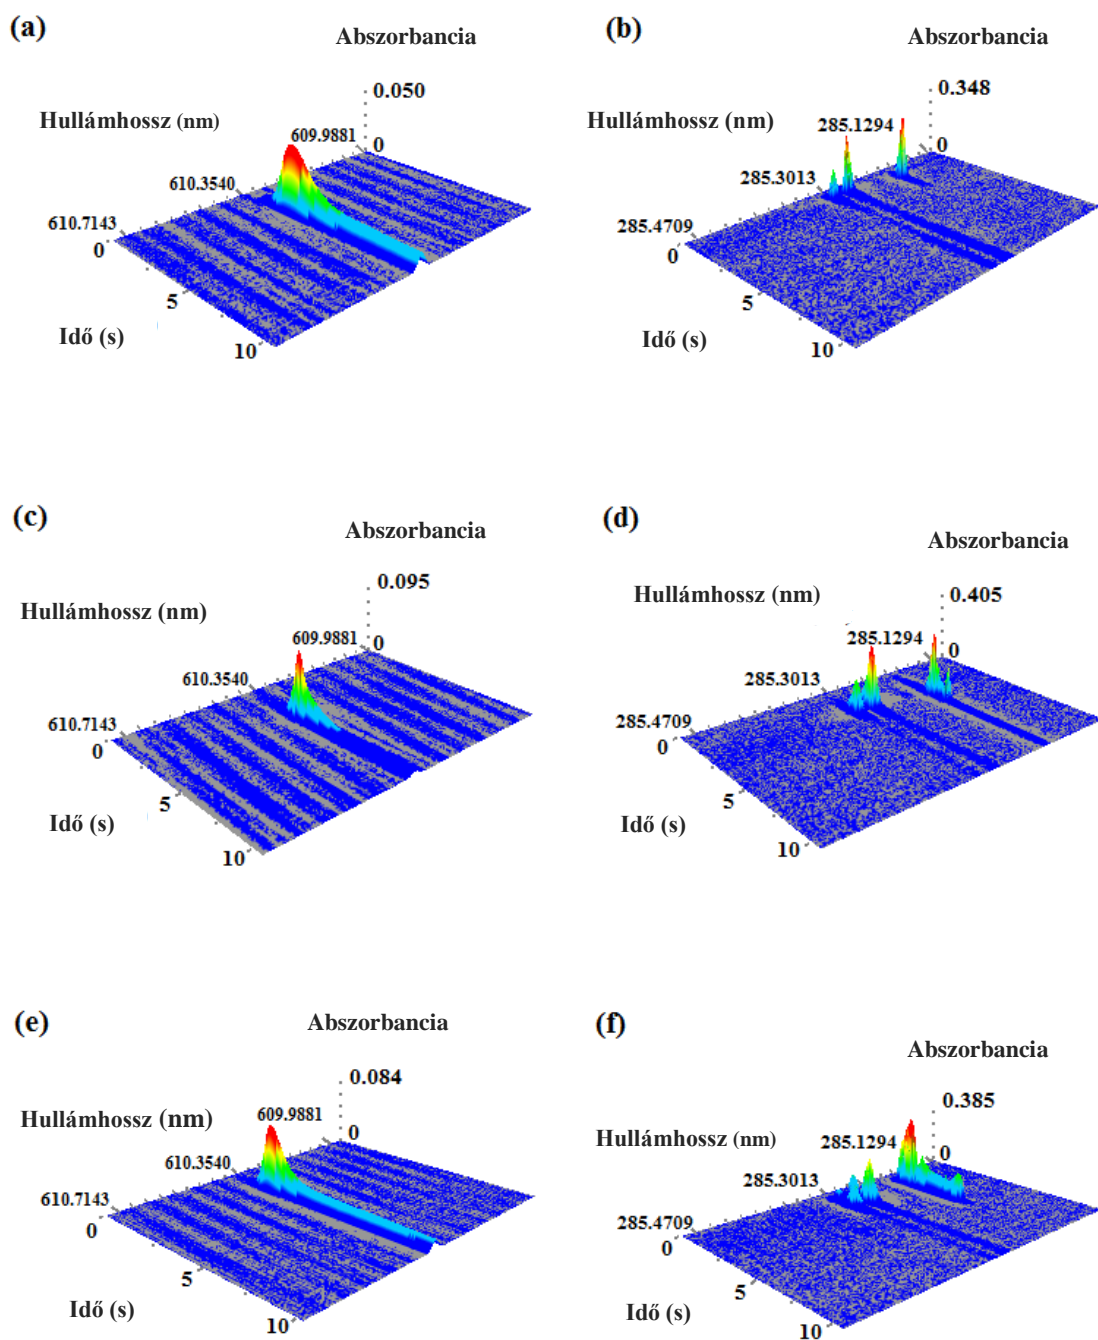 (a)
Abszorbancia
0.050
Hullámhossz (nm)
609.9881
0
610.3540
610.7143
0
5
Idő (s)
10
(b)
Abszorbancia
0.348
Hullámhossz (nm)
285.1294
0
285.3013
285.4709
0
5
Idő (s)
10
(c)
Abszorbancia
0.095
Hullámhossz (nm)
609.9881
0
610.3540
610.7143
0
5
Idő (s)
10
(d)
Abszorbancia
0.405
Hullámhossz (nm)
285.1294
0
285.3013
285.4709
0
5
Idő (s)
10
(e)
Abszorbancia
0.084
Hullámhossz (nm)
609.9881
0
610.3540
610.7143
0
5
Idő (s)
10
(f)
Abszorbancia
0.385
Hullámhossz (nm)
285.1294
0
285.3013
285.4709
0
5
Idő (s)
10